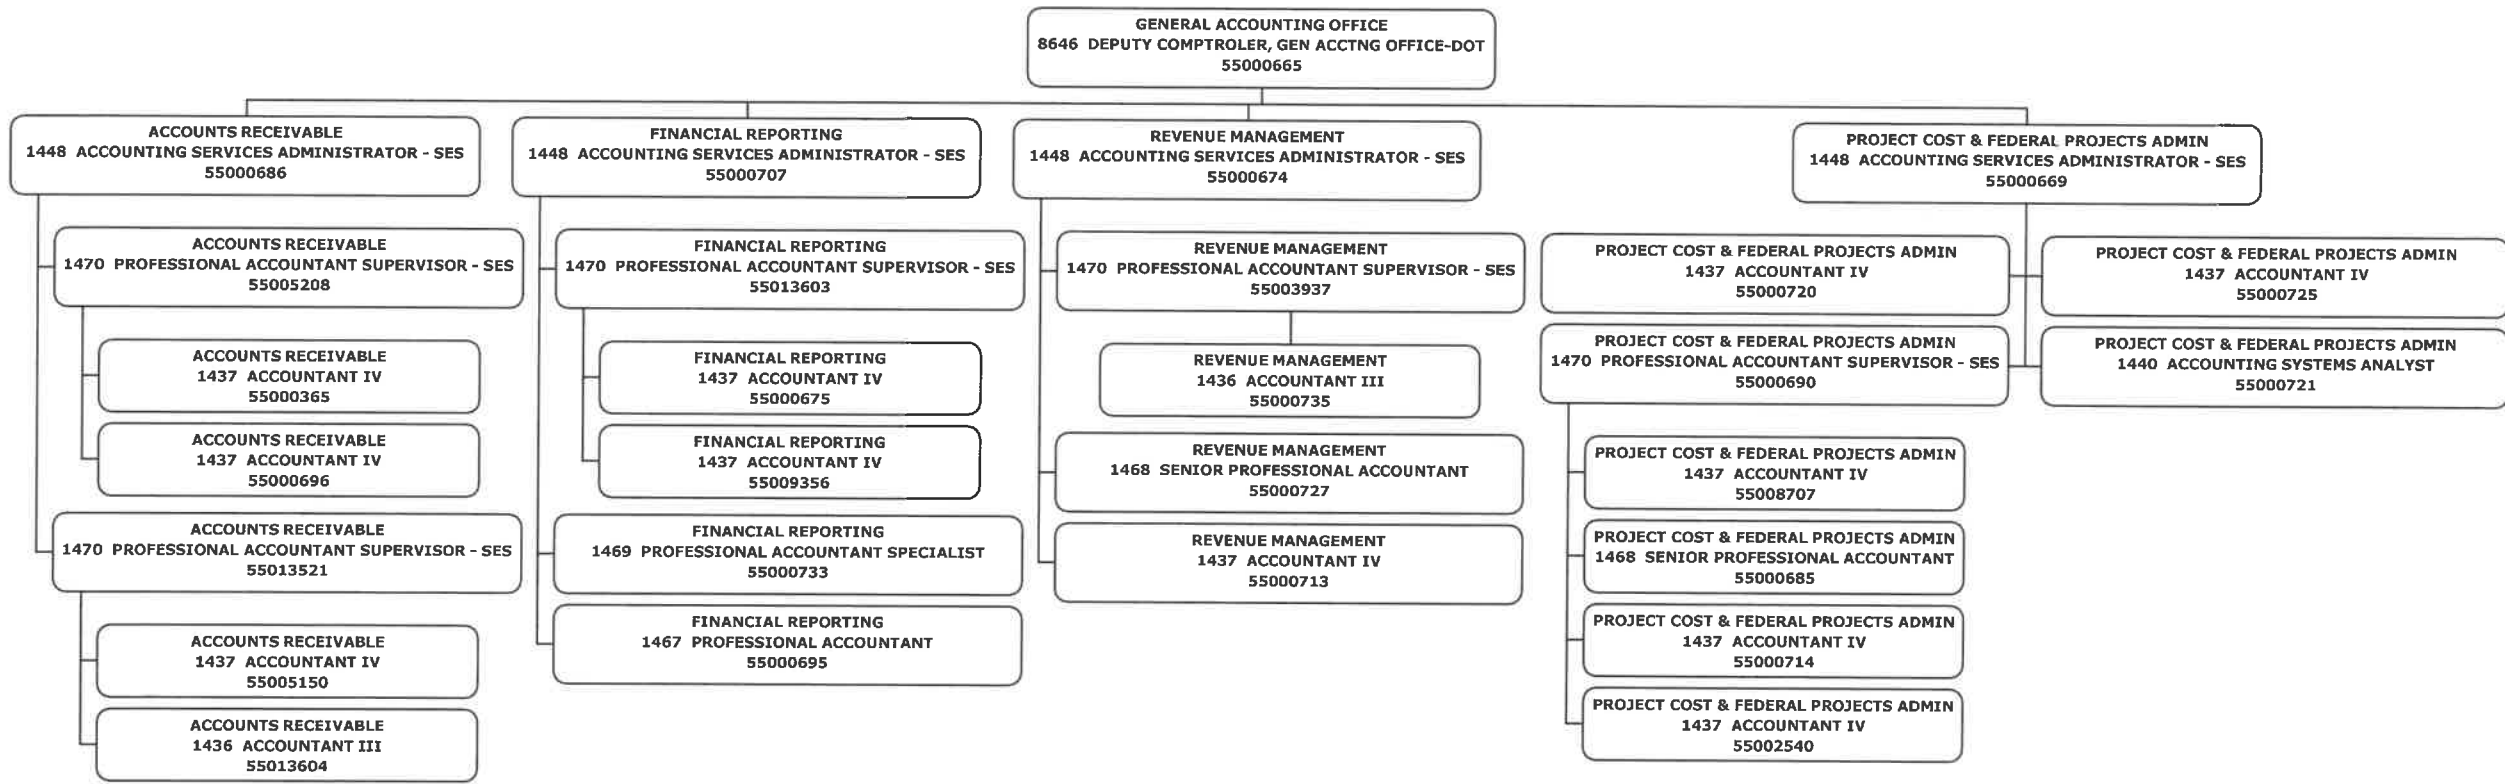 GENERAL ACCOUNTING OFFICE
8646 DEPUTY COMPTROLER, GEN ACCTNG OFFICE-DOT
55000665
ACCOUNTS RECEIVABLE
1448 ACCOUNTING SERVICES ADMINISTRATOR - SES
55000686
ACCOUNTS RECEIVABLE
1470 PROFESSIONAL ACCOUNTANT SUPERVISOR - SES
55005208
ACCOUNTS RECEIVABLE
1437 ACCOUNTANT IV
55000365
ACCOUNTS RECEIVABLE
1437 ACCOUNTANT IV
55000696
ACCOUNTS RECEIVABLE
1470 PROFESSIONAL ACCOUNTANT SUPERVISOR - SES
55013521
ACCOUNTS RECEIVABLE
1437 ACCOUNTANT IV
55005150
ACCOUNTS RECEIVABLE
1436 ACCOUNTANT III
55013604
FINANCIAL REPORTING
1448 ACCOUNTING SERVICES ADMINISTRATOR - SES
55000707
FINANCIAL REPORTING
1470 PROFESSIONAL ACCOUNTANT SUPERVISOR - SES
55013603
FINANCIAL REPORTING
1437 ACCOUNTANT IV
55000675
FINANCIAL REPORTING
1437 ACCOUNTANT IV
55009356
FINANCIAL REPORTING
1469 PROFESSIONAL ACCOUNTANT SPECIALIST
55000733
FINANCIAL REPORTING
1467 PROFESSIONAL ACCOUNTANT
55000695
REVENUE MANAGEMENT
1448 ACCOUNTING SERVICES ADMINISTRATOR - SES
55000674
REVENUE MANAGEMENT
1470 PROFESSIONAL ACCOUNTANT SUPERVISOR - SES
55003937
REVENUE MANAGEMENT
1436 ACCOUNTANT III
55000735
REVENUE MANAGEMENT
1468 SENIOR PROFESSIONAL ACCOUNTANT
55000727
REVENUE MANAGEMENT
1437 ACCOUNTANT IV
55000713
PROJECT COST & FEDERAL PROJECTS ADMIN
1448 ACCOUNTING SERVICES ADMINISTRATOR - SES
55000669
PROJECT COST & FEDERAL PROJECTS ADMIN
1437 ACCOUNTANT IV
55000720
PROJECT COST & FEDERAL PROJECTS ADMIN
1437 ACCOUNTANT IV
55000725
PROJECT COST & FEDERAL PROJECTS ADMIN
1470 PROFESSIONAL ACCOUNTANT SUPERVISOR - SES
55000690
PROJECT COST & FEDERAL PROJECTS ADMIN
1440 ACCOUNTING SYSTEMS ANALYST
55000721
PROJECT COST & FEDERAL PROJECTS ADMIN
1437 ACCOUNTANT IV
55008707
PROJECT COST & FEDERAL PROJECTS ADMIN
1468 SENIOR PROFESSIONAL ACCOUNTANT
55000685
PROJECT COST & FEDERAL PROJECTS ADMIN
1437 ACCOUNTANT IV
55000714
PROJECT COST & FEDERAL PROJECTS ADMIN
1437 ACCOUNTANT IV
55002540